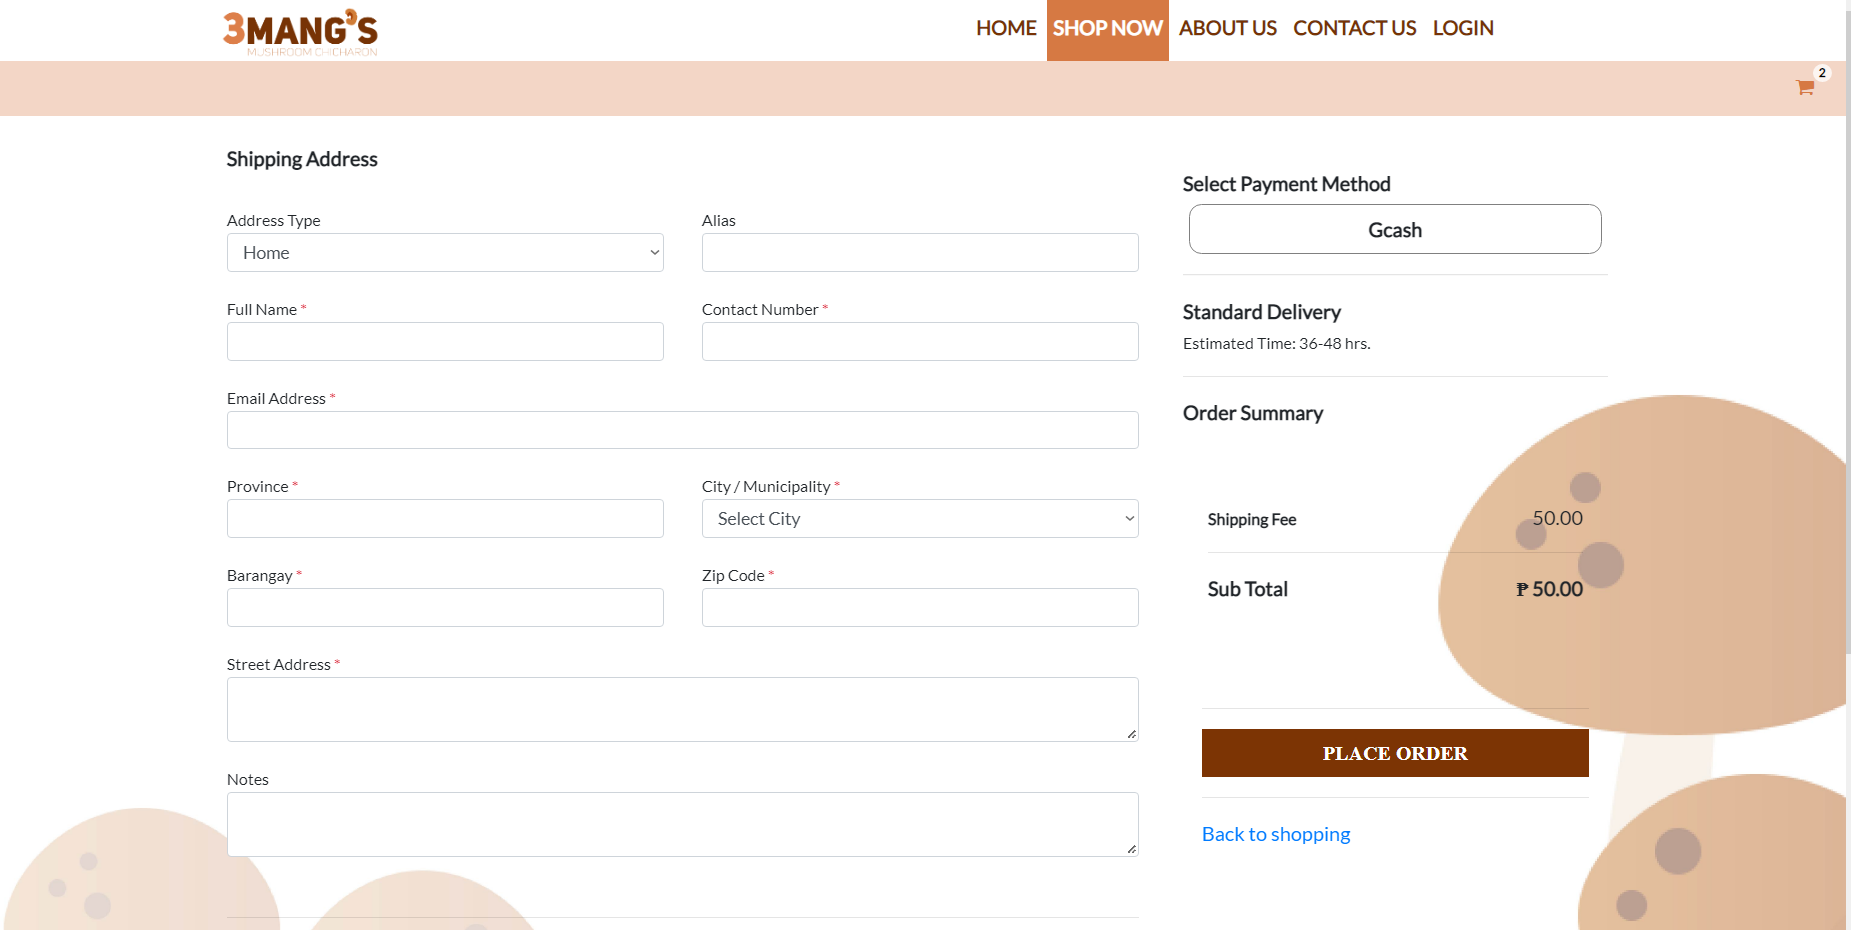 3MANG'S
MUSHROOM CHICHARON
HOME SHOP NOW ABOUT US CONTACT US LOGIN
2
Shipping Address
Address Type
Home
Alias
Full Name *
Contact Number *
Email Address *
Province *
City / Municipality *
Select City
Barangay *
Zip Code *
Street Address *
Notes
Select Payment Method
Gcash
Standard Delivery
Estimated Time: 36-48 hrs.
Order Summary
Shipping Fee 50.00
Sub Total ₱ 50.00
PLACE ORDER
Back to shopping